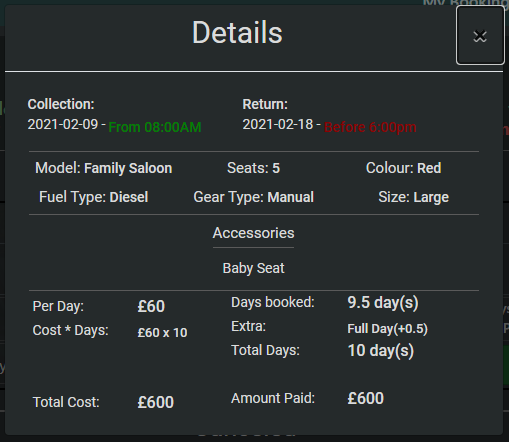 My Booking
Details
×
Collection: Return:
2021-02-09 - From 08:00AM 2021-02-18 - Before 6:00pm
Model: Family Saloon Seats: 5 Colour: Red
Fuel Type: Diesel Gear Type: Manual Size: Large
Accessories
Baby Seat
Per Day: £60 Days booked: 9.5 day(s)
Cost * Days: £60 x 10 Extra: Full Day(+0.5)
Total Days: 10 day(s)
Total Cost: £600 Amount Paid: £600